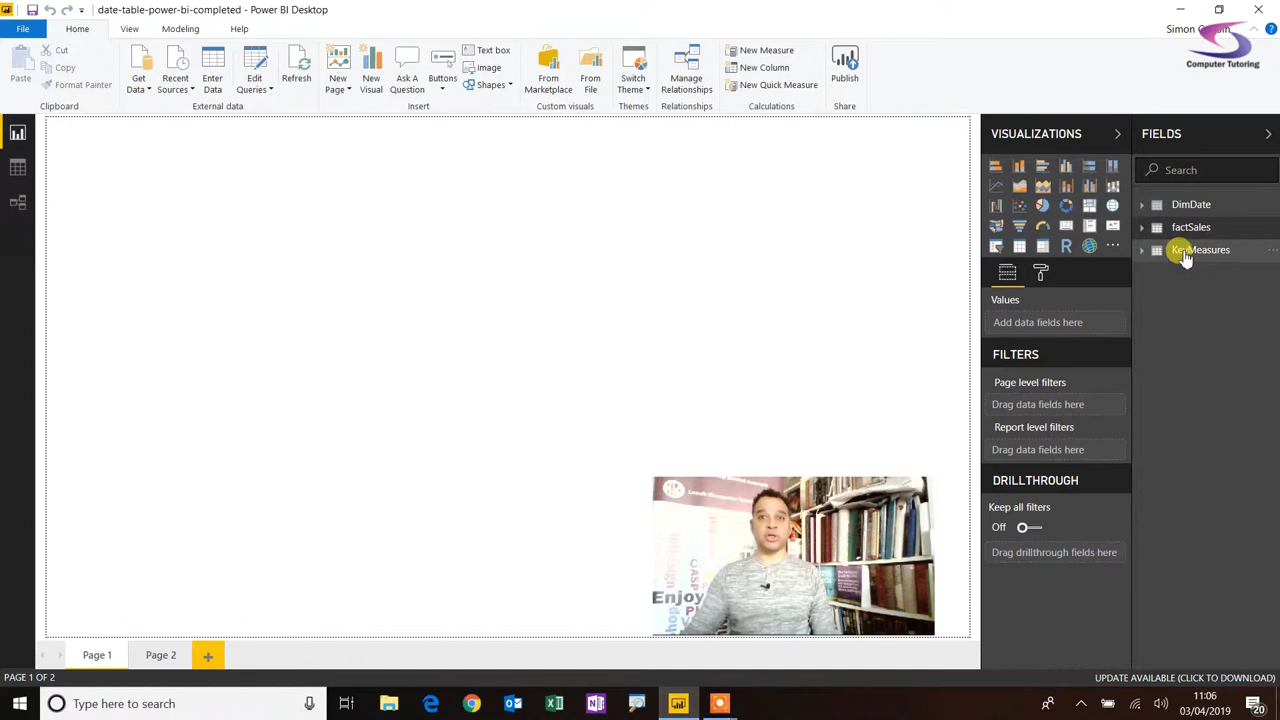 date-table-power-bi-completed - Power BI Desktop
File
Home
View
Modeling
Help
Simon
Computer Tutoring
Paste
Cut
Copy
Format Painter
Clipboard
Get Data
Recent Sources
Enter Data
Edit Queries
External data
Refresh
New Page
New Visual
Ask A Question
Buttons
Text box
Image
Shapes
Insert
From Marketplace
From File
Custom visuals
Switch Theme
Themes
Manage Relationships
Relationships
New Measure
New Column
New Quick Measure
Calculations
Publish
Share
VISUALIZATIONS
Values
Add data fields here
FILTERS
Page level filters
Drag data fields here
Report level filters
Drag data fields here
DRILLTHROUGH
Keep all filters
Off
Drag drillthrough fields here
FIELDS
Search
DimDate
factSales
KeyMeasures
Enjoy
Page 1
Page 2
PAGE 1 OF 2
UPDATE AVAILABLE (CLICK TO DOWNLOAD)
Type here to search
11:06
03/04/2019
20